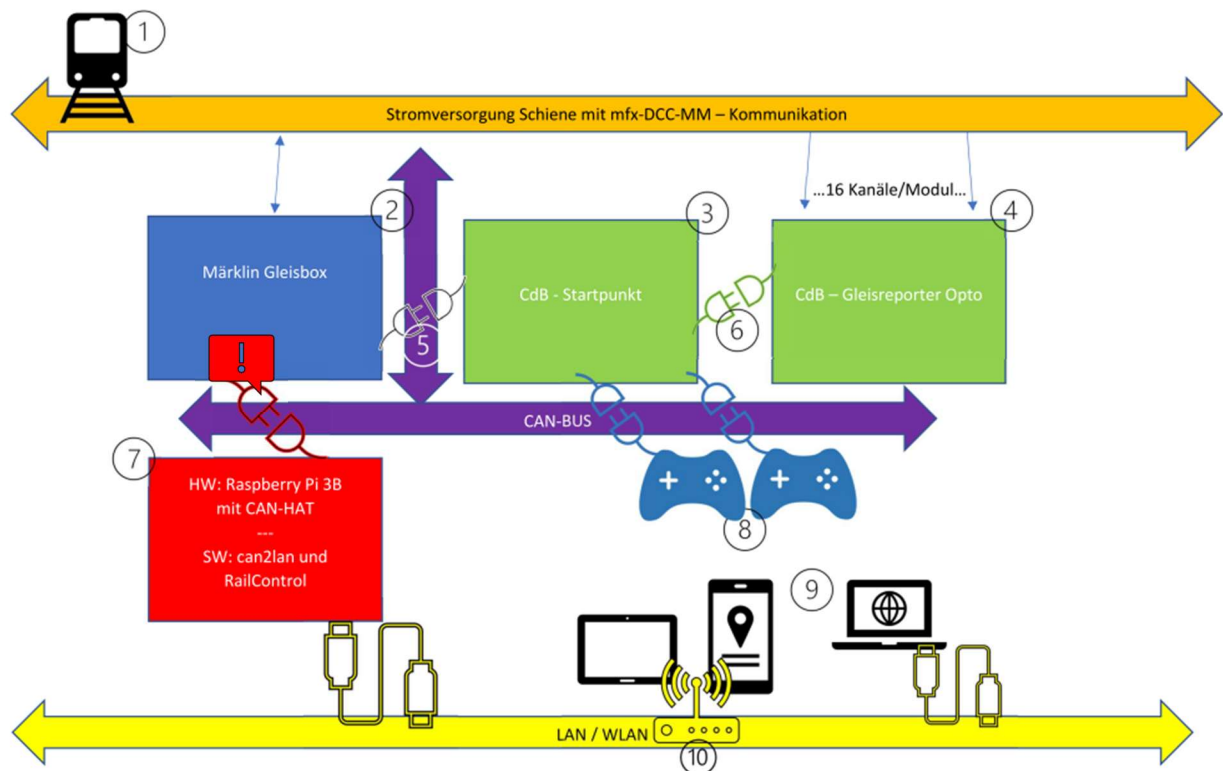 1
Stromversorgung Schiene mit mfx-DCC-MM – Kommunikation
...16 Kanäle/Modul...
2
3
4
Märklin Gleisbox
CdB - Startpunkt
CdB – Gleisreporter Opto
5
6
!
CAN-BUS
7
HW: Raspberry Pi 3B
mit CAN-HAT
---
SW: can2lan und
RailControl
8
9
LAN / WLAN
10